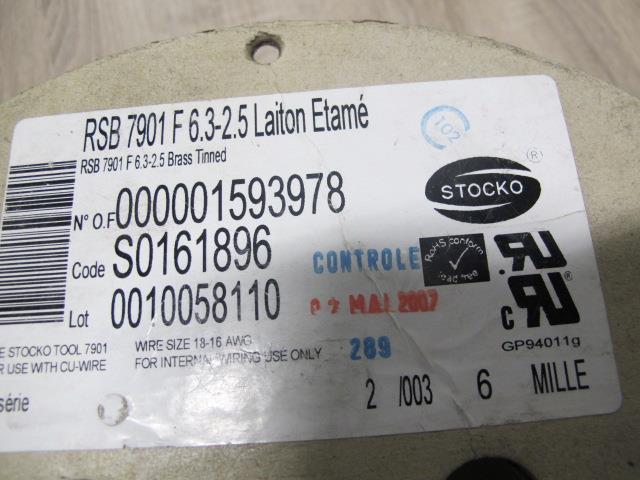 RSB 7901 F 6.3-2.5 Laiton Etamé
RSB 7901 F 6.3-2.5 Brass Tinned
102
STOCKO ®
N° O.F 000001593978
Code S0161896
CONTROLE
RoHS conform
Lot 0010058110
MAI 2007
c ®
GP94011g
E STOCKO TOOL 7901
R USE WITH CU-WIRE
WIRE SIZE 18-16 AWG
FOR INTERNAL WIRING USE ONLY
289
série
2 /003 6 MILLE